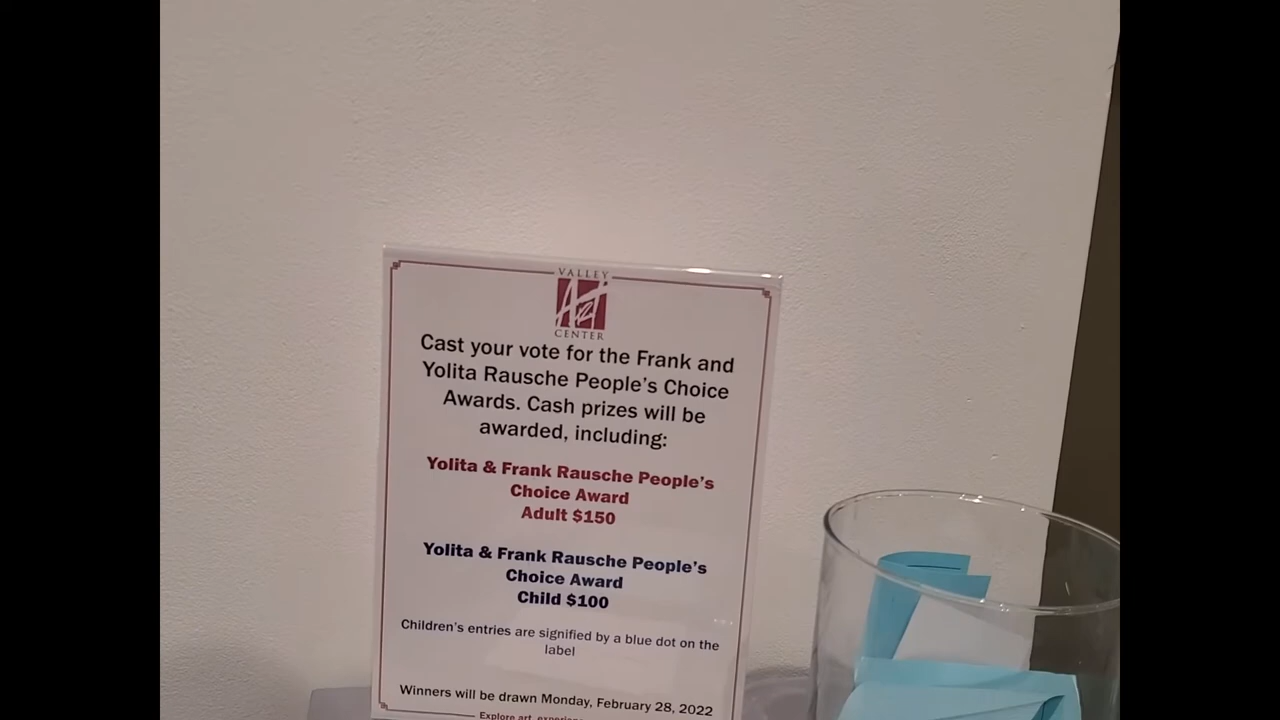 VALLEY
Art
CENTER
Cast your vote for the Frank and
Yolita Rausche People's Choice
Awards. Cash prizes will be
awarded, including:
Yolita & Frank Rausche People's
Choice Award
Adult $150
Yolita & Frank Rausche People's
Choice Award
Child $100
Children's entries are signified by a blue dot on the
label
Winners will be drawn Monday, February 28, 2022
Explore art,